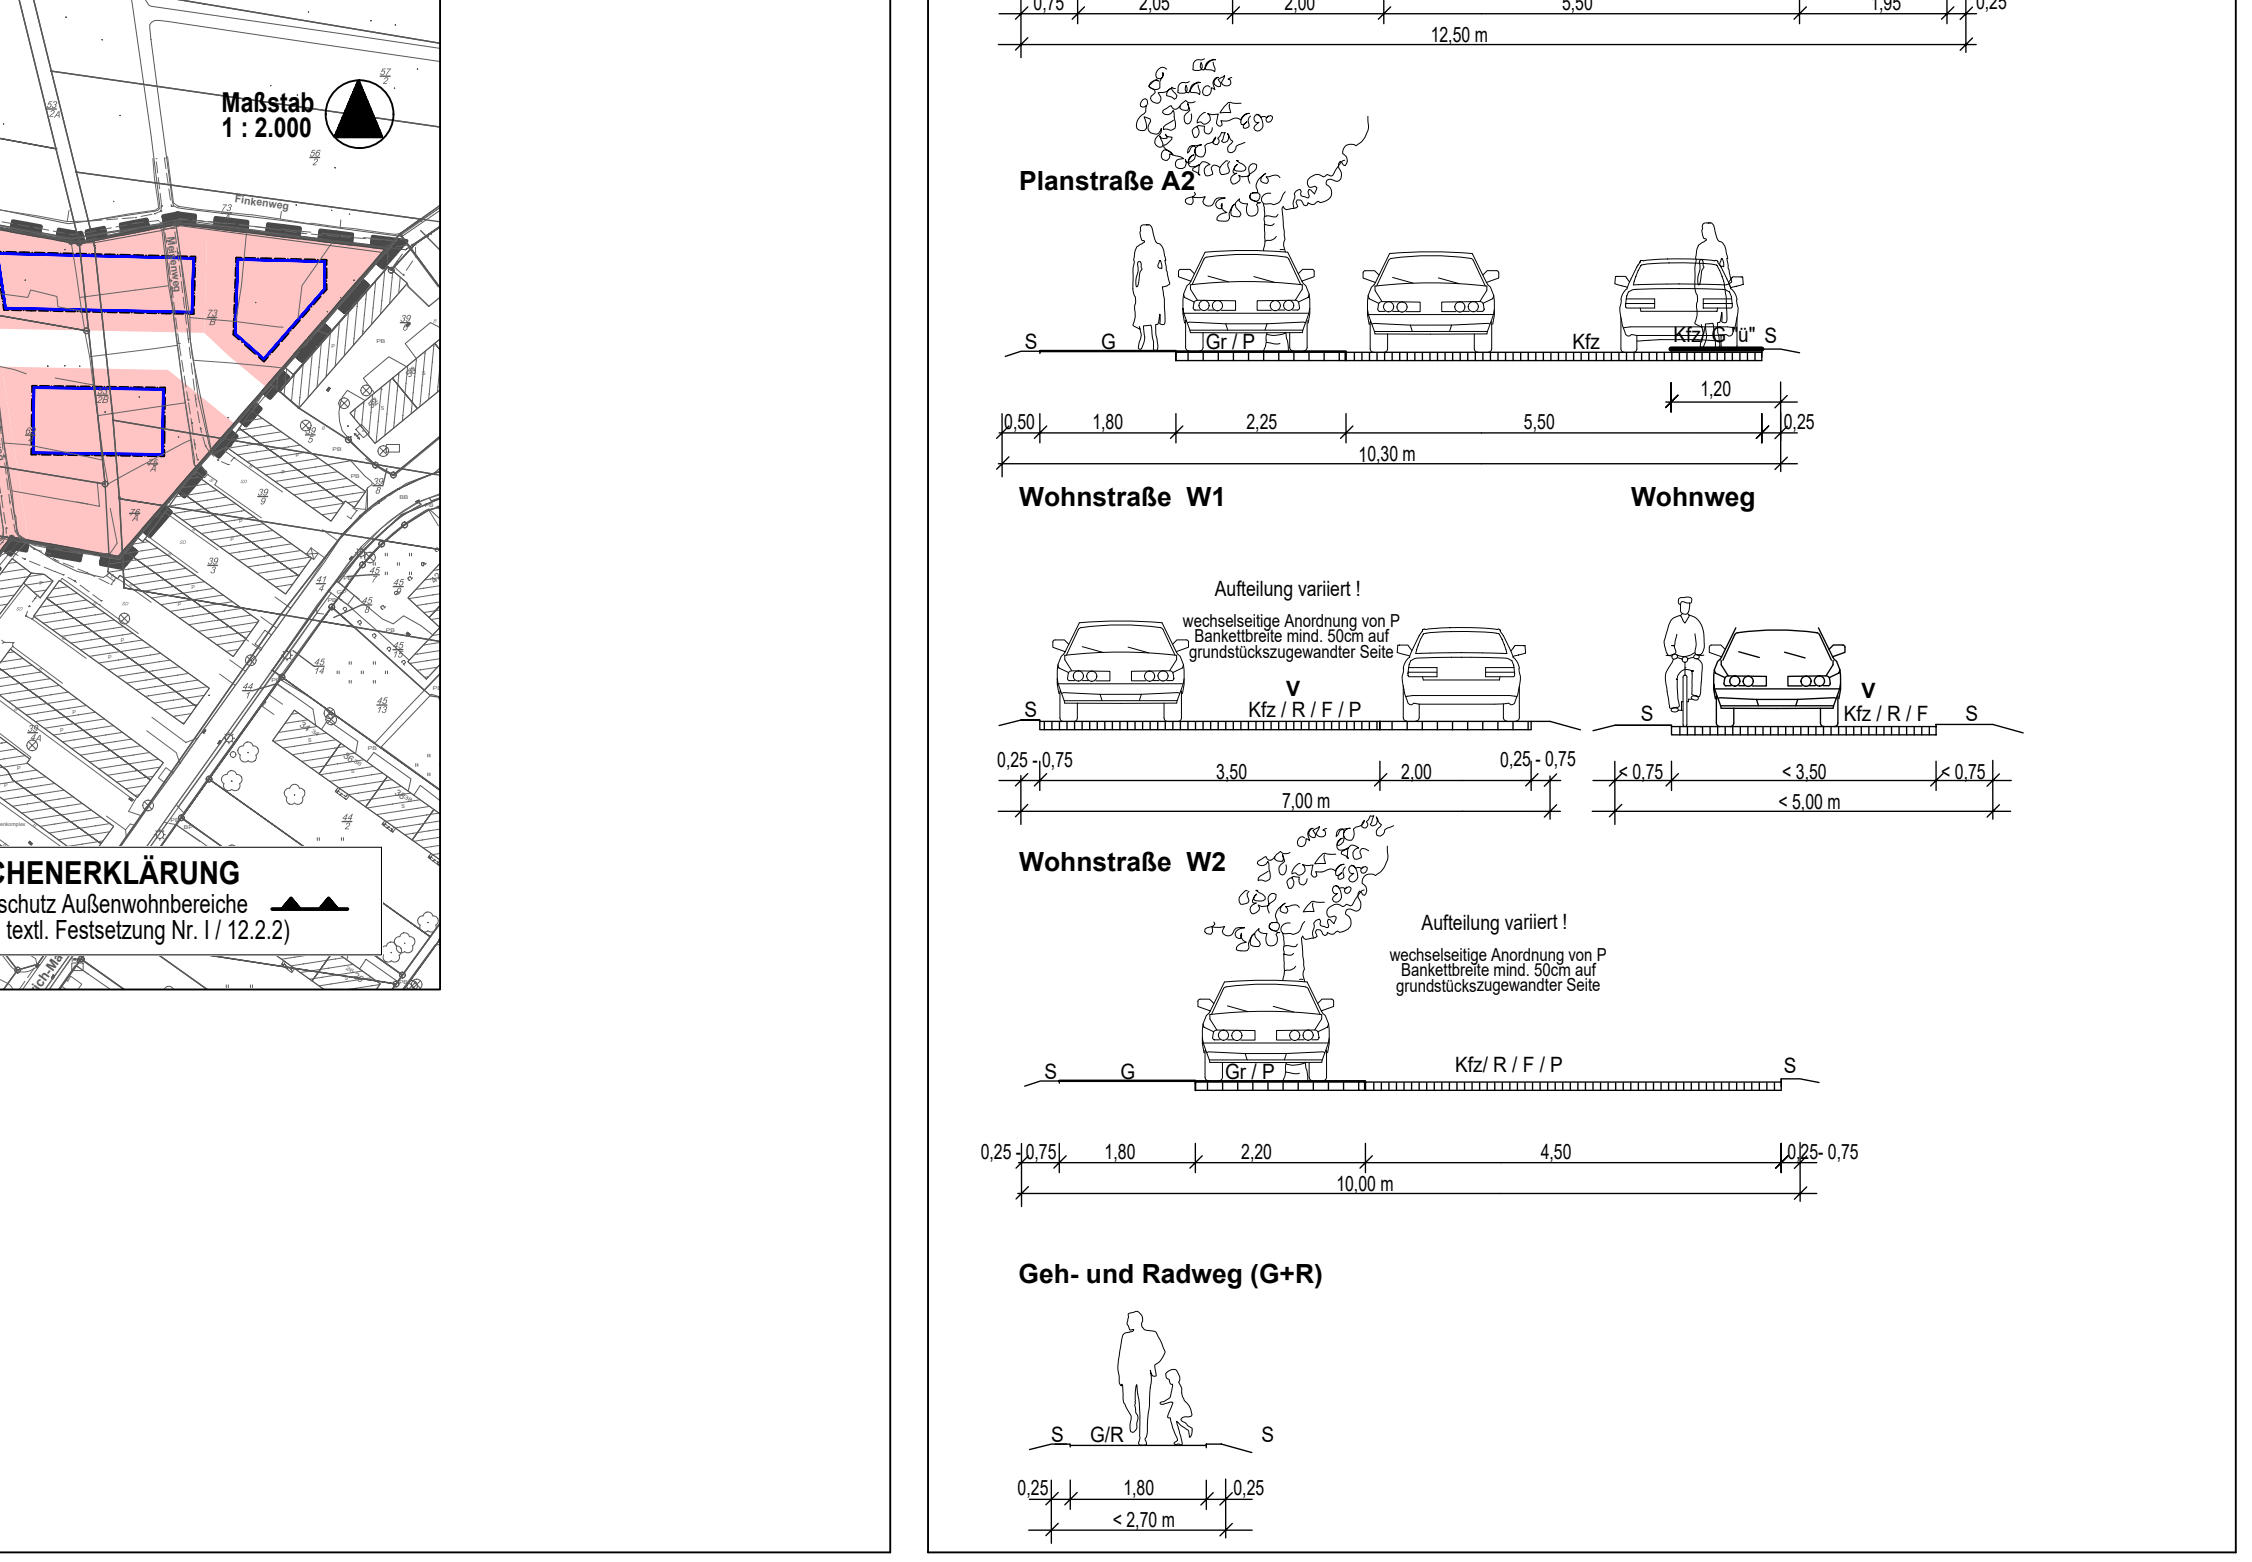 Maßstab
1 : 2.000
Finkenweg
Meisenweg
CHENERKLÄRUNG
schutz Außenwohnbereiche
textl. Festsetzung Nr. I / 12.2.2)
0,75 2,05 2,00 5,50 1,95 0,25
12,50 m
Planstraße A2
S G Gr / P Kfz Kfz/ G "ü" S
1,20
0,50 1,80 2,25 5,50 0,25
10,30 m
Wohnstraße W1
Aufteilung variiert !
wechselseitige Anordnung von P
Bankettbreite mind. 50cm auf
grundstückszugewandter Seite
V
S Kfz / R / F / P
0,25 - 0,75 3,50 2,00 0,25 - 0,75
7,00 m
Wohnweg
V
S Kfz / R / F S
< 0,75 < 3,50 < 0,75
< 5,00 m
Wohnstraße W2
Aufteilung variiert !
wechselseitige Anordnung von P
Bankettbreite mind. 50cm auf
grundstückszugewandter Seite
S G Gr / P Kfz/ R / F / P S
0,25 - 0,75 1,80 2,20 4,50 0,25- 0,75
10,00 m
Geh- und Radweg (G+R)
S G/R S
0,25 1,80 0,25
< 2,70 m